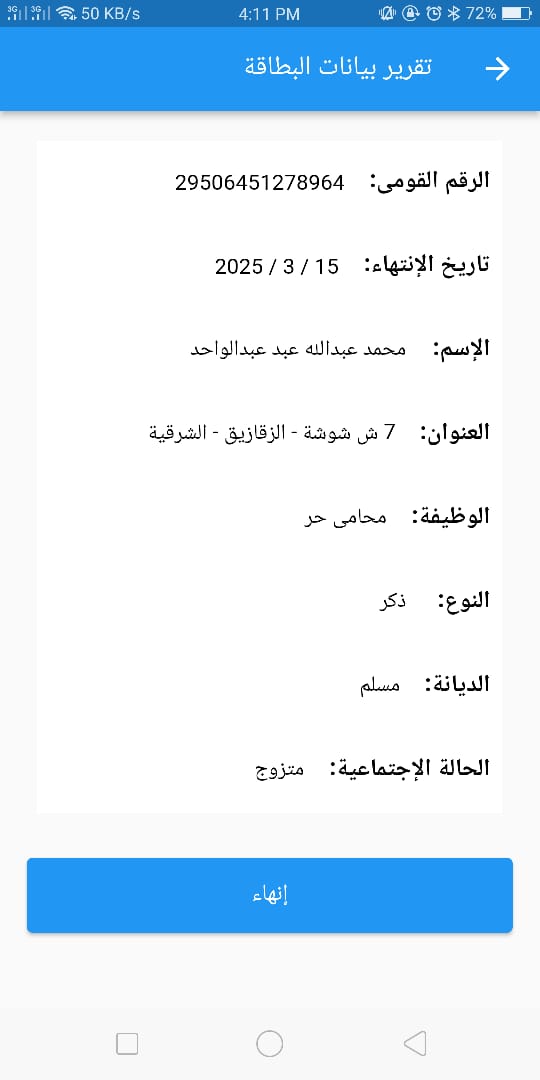 3G 3G 50 KB/s 4:11 PM 72%
تقرير بيانات البطاقة
الرقم القومى: 29506451278964
تاريخ الإنتهاء: 15 / 3 / 2025
الإسم: محمد عبدالله عبد عبدالواحد
العنوان: 7 ش شوشة - الزقازيق - الشرقية
الوظيفة: محامى حر
النوع: ذكر
الديانة: مسلم
الحالة الإجتماعية: متزوج
إنهاء